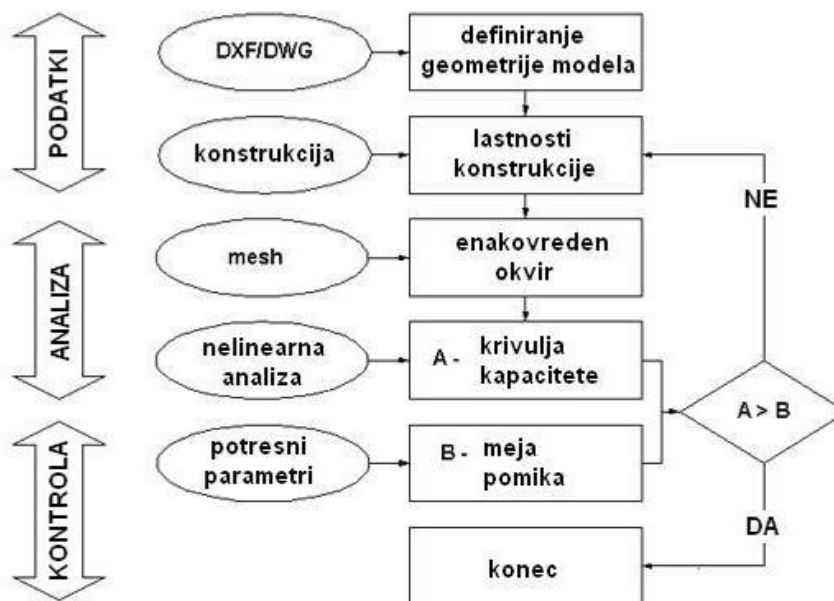 PODATKI
DXF/DWG
definiranje
geometrije modela
konstrukcija
lastnosti
konstrukcije
NE
ANALIZA
mesh
enakovreden
okvir
nelinearna
analiza
A - krivulja
kapacitete
A > B
KONTROLA
potresni
parametri
B - meja
pomika
DA
konec